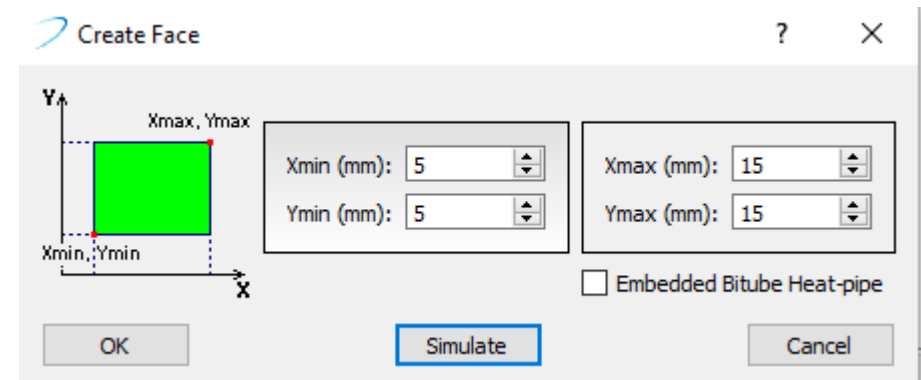 Create Face
?
Y
Xmax, Ymax
Xmin, Ymin
X
Xmin (mm): 5
Ymin (mm): 5
Xmax (mm): 15
Ymax (mm): 15
Embedded Bitube Heat-pipe
OK
Simulate
Cancel